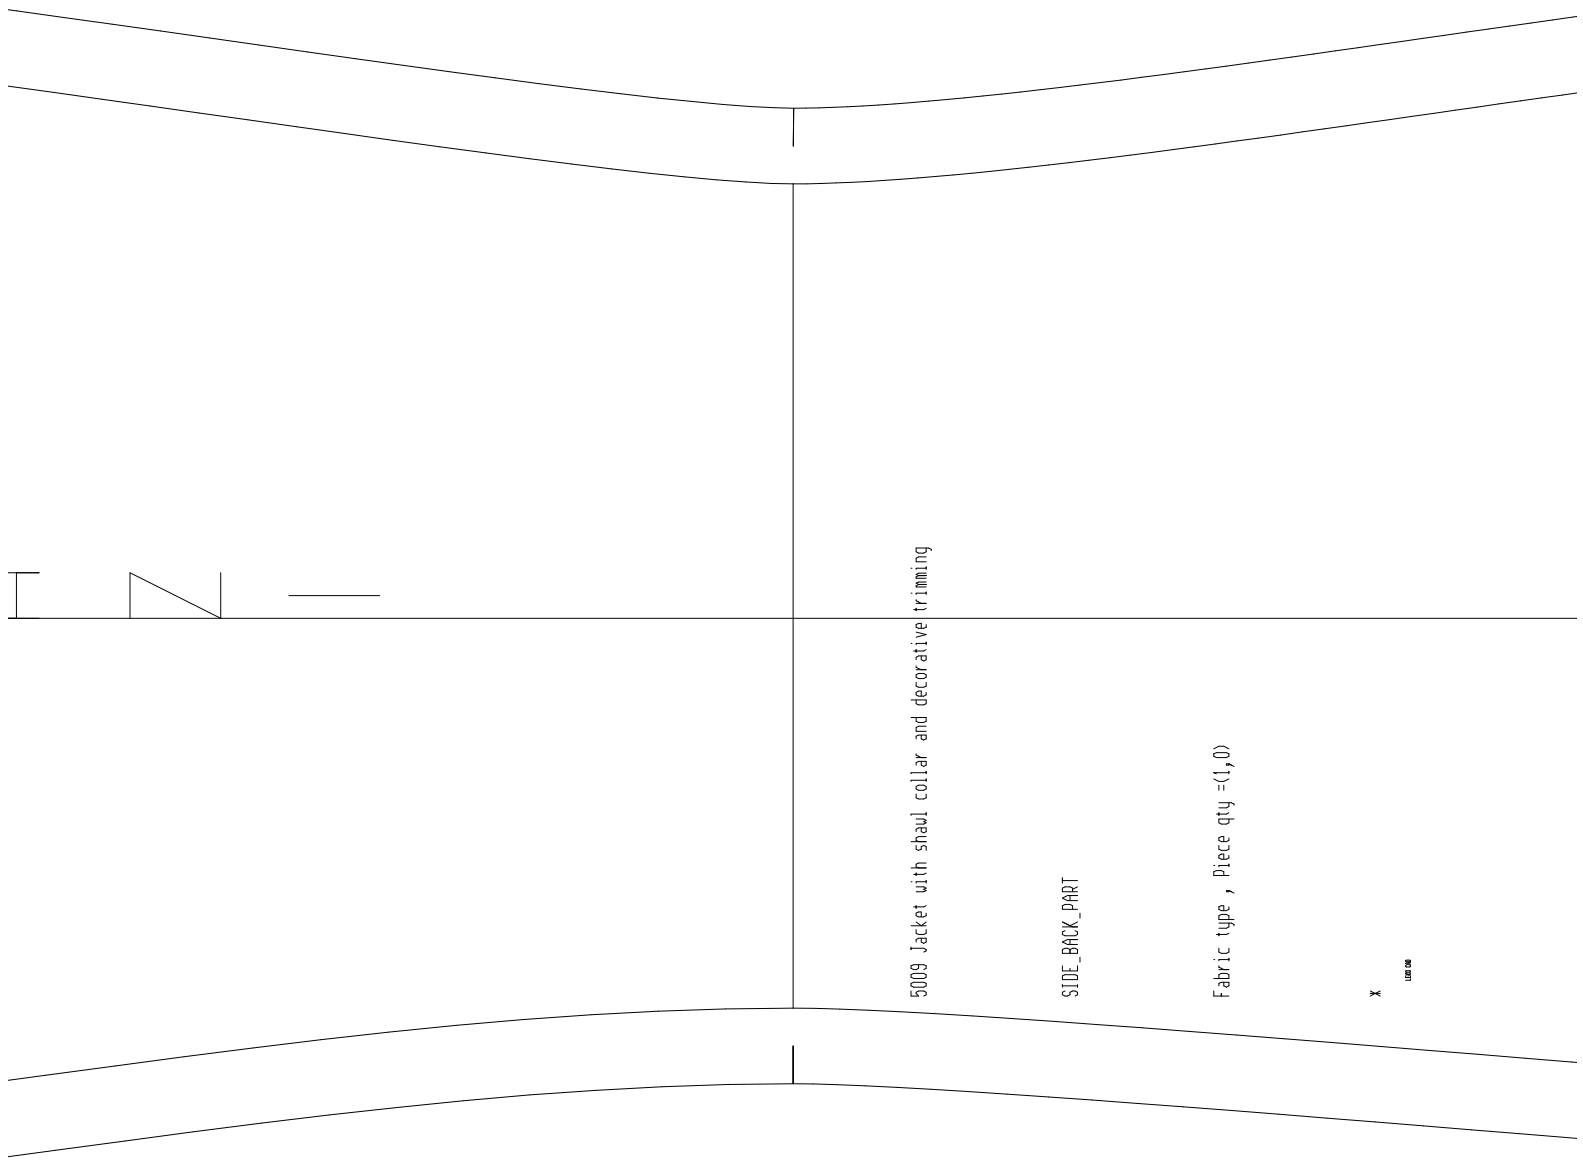 5009 Jacket with shawl collar and decorative trimming
SIDE_BACK_PART
Fabric type , Piece qty =(1,0)